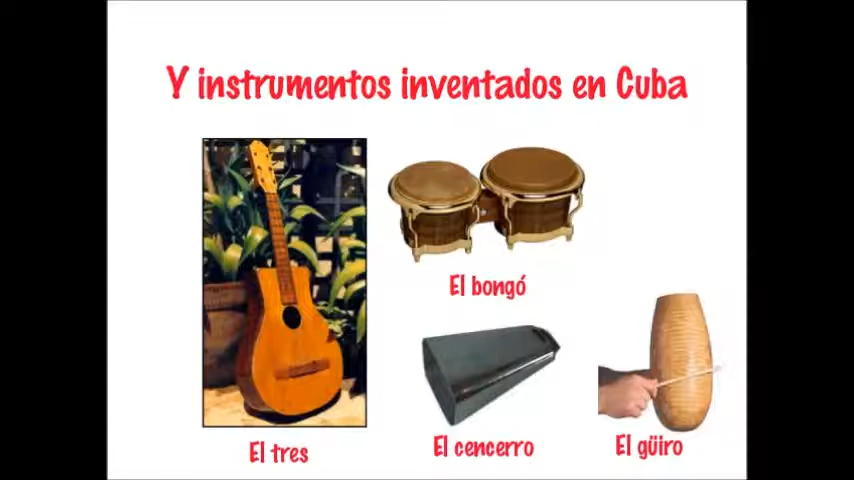 Y instrumentos inventados en Cuba
El bongó
El tres
El cencerro
El güiro